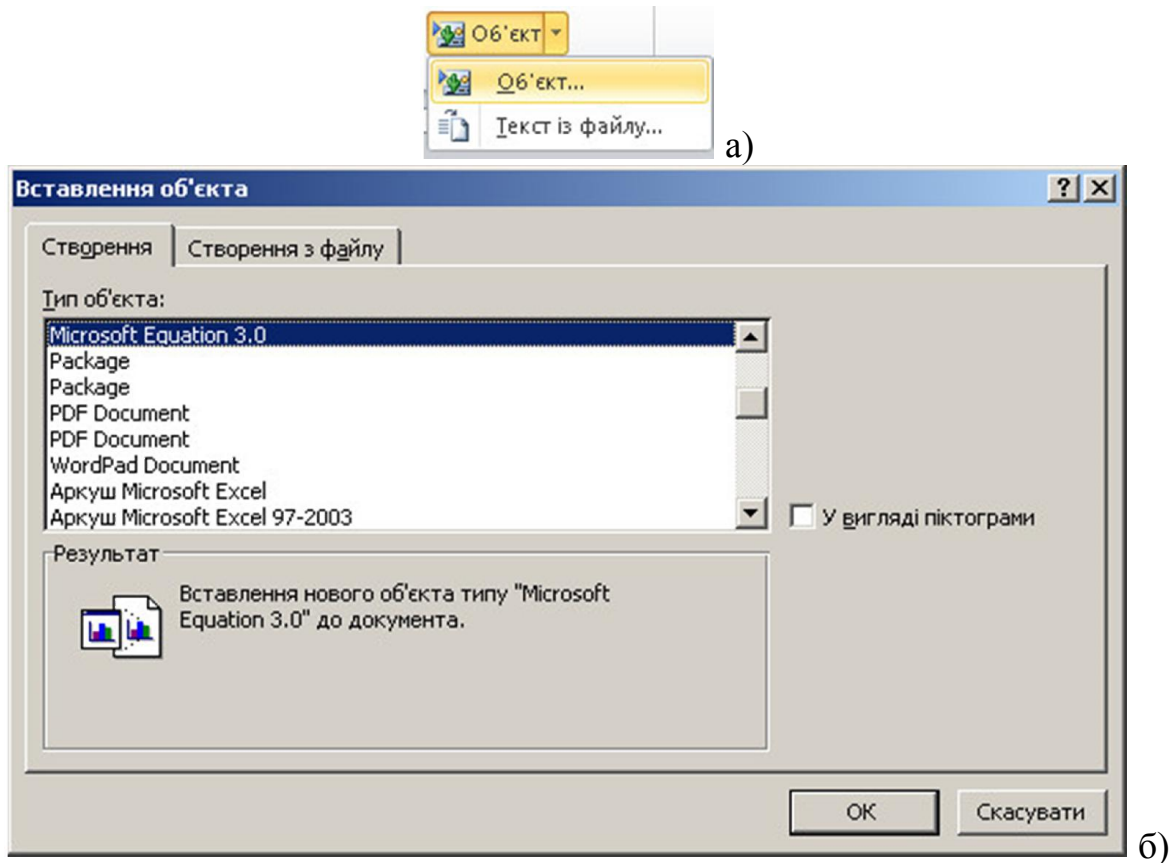 Об'єкт
Об'єкт...
Текст із файлу...
а)
Вставлення об'єкта
Створення
Створення з файлу
Тип об'єкта:
Microsoft Equation 3.0
Package
Package
PDF Document
PDF Document
WordPad Document
Аркуш Microsoft Excel
Аркуш Microsoft Excel 97-2003
У вигляді піктограми
Результат
Вставлення нового об'єкта типу "Microsoft
Equation 3.0" до документа.
ОК
Скасувати
б)